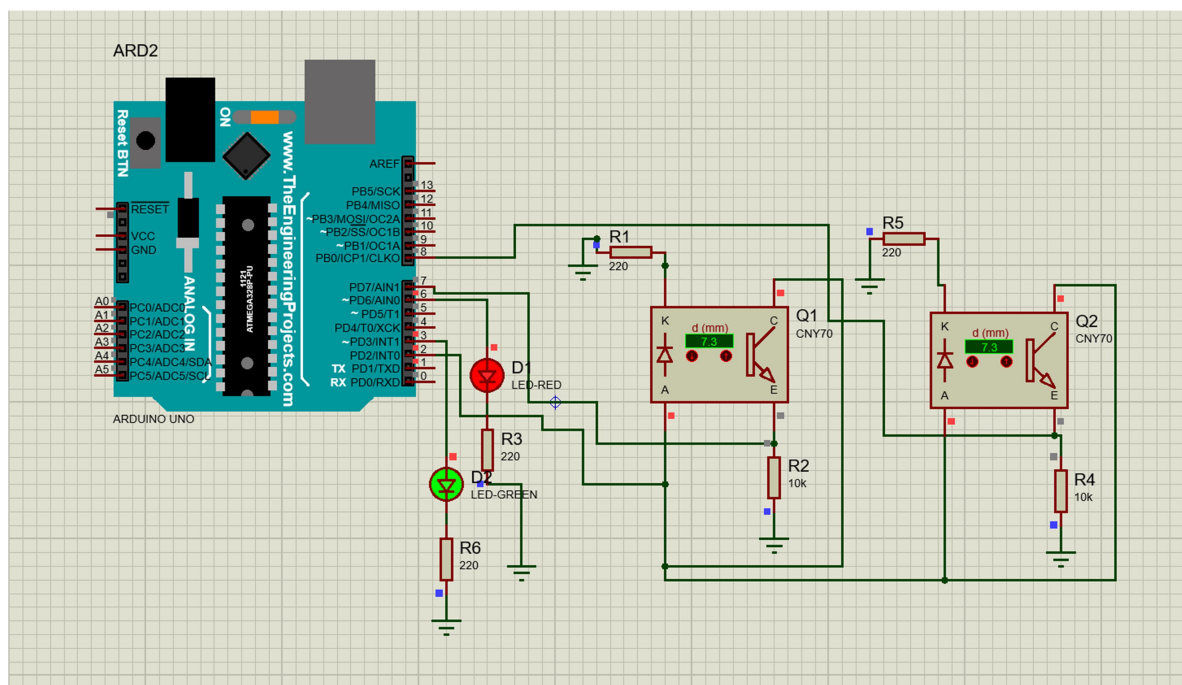 ARD2
Reset BTN
ON
www.TheEngineeringProjects.com
RESET
VCC
GND
ANALOG IN
A0
A1
A2
A3
A4
A5
PC0/ADC0
PC1/ADC1
PC2/ADC2
PC3/ADC3
PC4/ADC4/SDA
PC5/ADC5/SCL
1121
ATMEGA328P-PU
AREF
PB5/SCK 13
PB4/MISO 12
~PB3/MOSI/OC2A 11
~PB2/SS/OC1B 10
~PB1/OC1A 9
PB0/ICP1/CLKO 8
PD7/AIN1 7
~PD6/AIN0 6
~PD5/T1 5
PD4/T0/XCK 4
~PD3/INT1 3
PD2/INT0 2
TX PD1/TXD 1
RX PD0/RXD 0
ARDUINO UNO
D1
LED-RED
R3
220
D2
LED-GREEN
R6
220
R1
220
K
A
d (mm)
7.3
C
E
Q1
CNY70
R2
10k
R5
220
K
A
d (mm)
7.3
C
E
Q2
CNY70
R4
10k